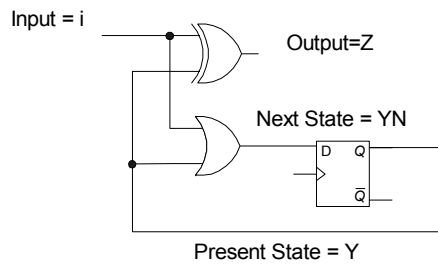 Input = i
Output=Z
Next State = YN
D Q
Q̅
Present State = Y